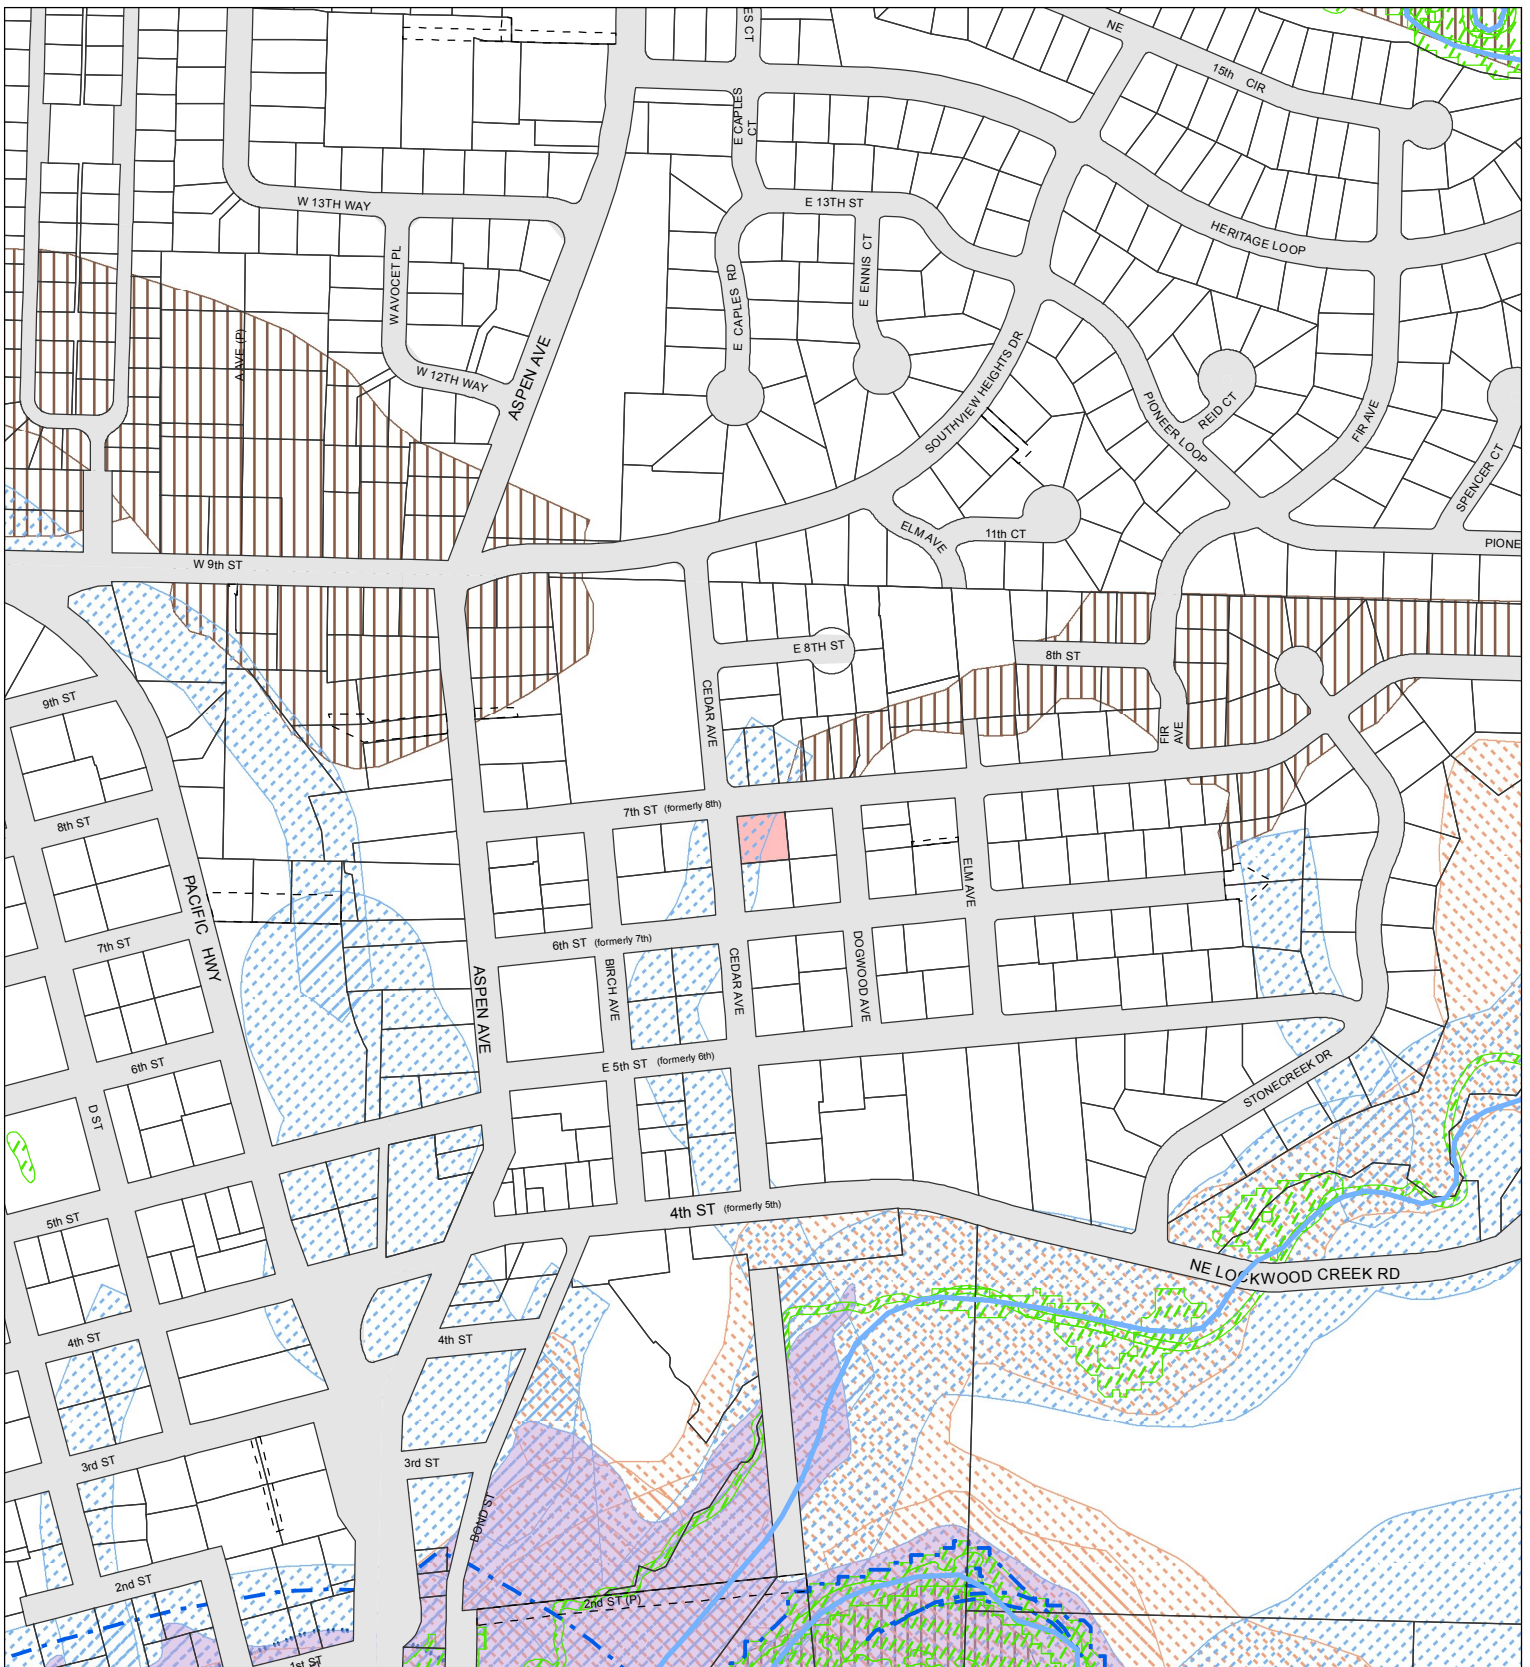 ES CT
NE
15th CIR
E CAPLES
CT
W 13TH WAY
E 13TH ST
HERITAGE LOOP
W AVOCET PL
E CAPLES RD
E ENNIS CT
A AVE (P)
W 12TH WAY
ASPEN AVE
SOUTHVIEW HEIGHTS DR
PIONEER LOOP
REID CT
FIR AVE
SPENCER CT
ELM AVE
11th CT
PIONE
W 9th ST
E 8TH ST
8th ST
9th ST
CEDAR AVE
FIR
AVE
7th ST (formerly 8th)
8th ST
PACIFIC HWY
ELM AVE
7th ST
6th ST (formerly 7th)
ASPEN AVE
BIRCH AVE
CEDAR AVE
DOGWOOD AVE
6th ST
E 5th ST (formerly 6th)
STONECREEK DR
D ST
5th ST
4th ST (formerly 5th)
NE LOCKWOOD CREEK RD
4th ST
4th ST
3rd ST
3rd ST
BOND ST
2nd ST
2nd ST (P)
1st ST